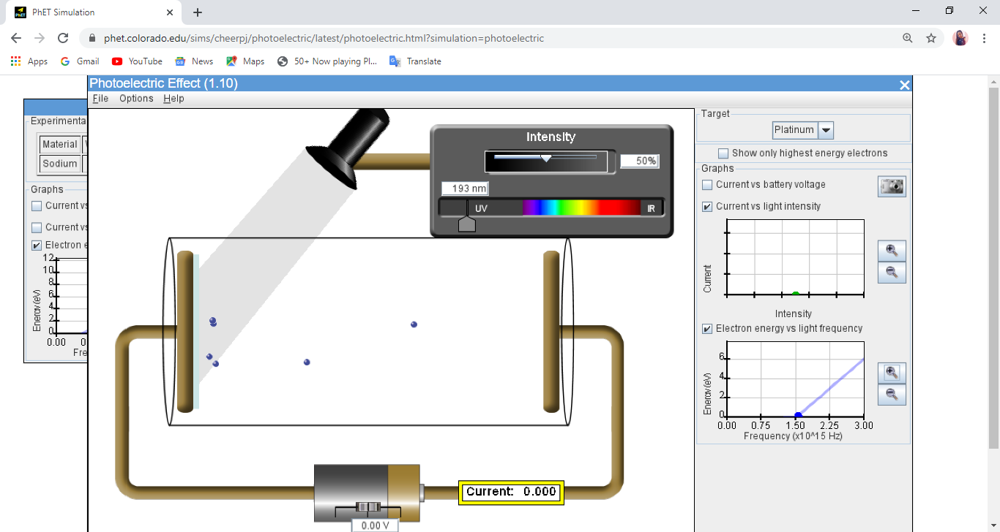 PhET Simulation
phet.colorado.edu/sims/cheerpj/photoelectric/latest/photoelectric.html?simulation=photoelectric
Apps Gmail YouTube News Maps 50+ Now playing Pl... Translate
Photoelectric Effect (1.10)
File Options Help
Experimenta
Material
Sodium
Graphs
Current vs
Current vs
Electron e
12
10
8
6
4
2
0
Energy(eV)
0.00 0
Fre
Intensity
50%
193 nm
UV IR
Current: 0.000
0.00 V
Target
Platinum
Show only highest energy electrons
Graphs
Current vs battery voltage
Current vs light intensity
Current
Intensity
Electron energy vs light frequency
6
4
2
0
Energy(eV)
0.00 0.75 1.50 2.25 3.00
Frequency (x10^15 Hz)